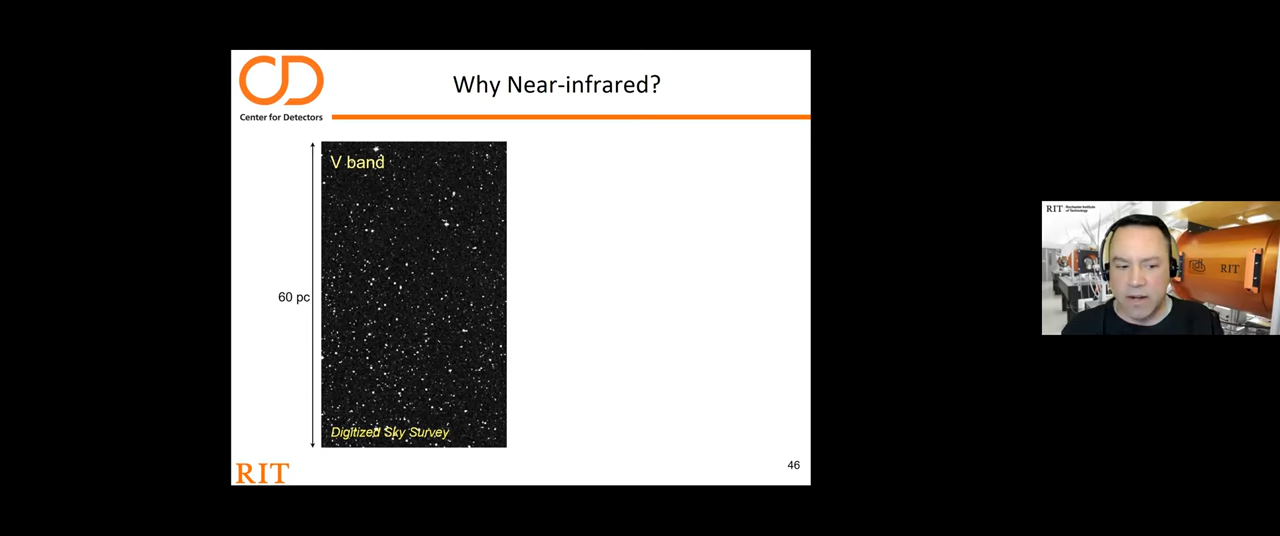 Why Near-infrared?
Center for Detectors
V band
60 pc
Digitized Sky Survey
RIT
46
RIT Rochester Institute
of Technology
RIT